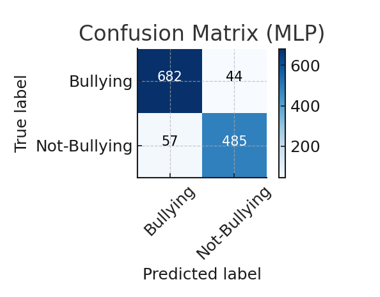 Confusion Matrix (MLP)
True label
Bullying 682 44
Not-Bullying 57 485
Bullying Not-Bullying
Predicted label
600
400
200